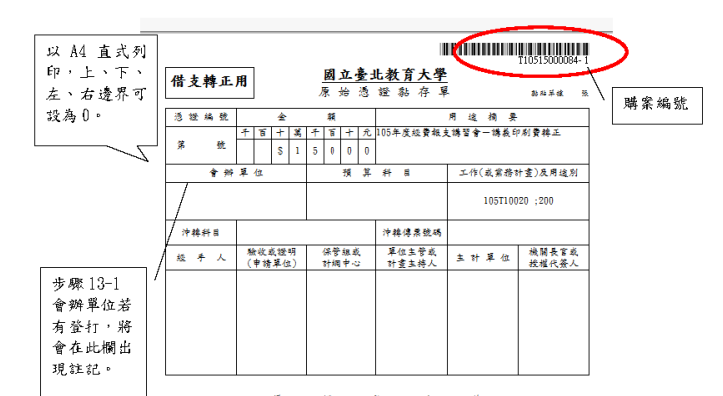 以 A4 直式列
印，上、下、
左、右邊界可
設為 0。
T10515000084- 1
購案編號
借支轉正用
國立臺北教育大學
原 始 憑 證 黏 存 單
黏貼單據 張
憑 證 編 號
金 額
用 途 摘 要
千 百 十 萬 千 百 十 元
105年度經費報支講習會－講義印刷費轉正
第 號
$ 1 5 0 0 0
會 辦 單 位
預 算 科 目
工作(或業務計畫)及用途別
105T10020 ;200
沖轉科目
沖轉傳票號碼
經 手 人
驗收或證明
(申請單位)
保管組或
計網中心
單位主管或
計畫主持人
主 計 單 位
機關長官或
授權代簽人
步驟 13-1
會辦單位若
有登打，將
會在此欄出
現註記。